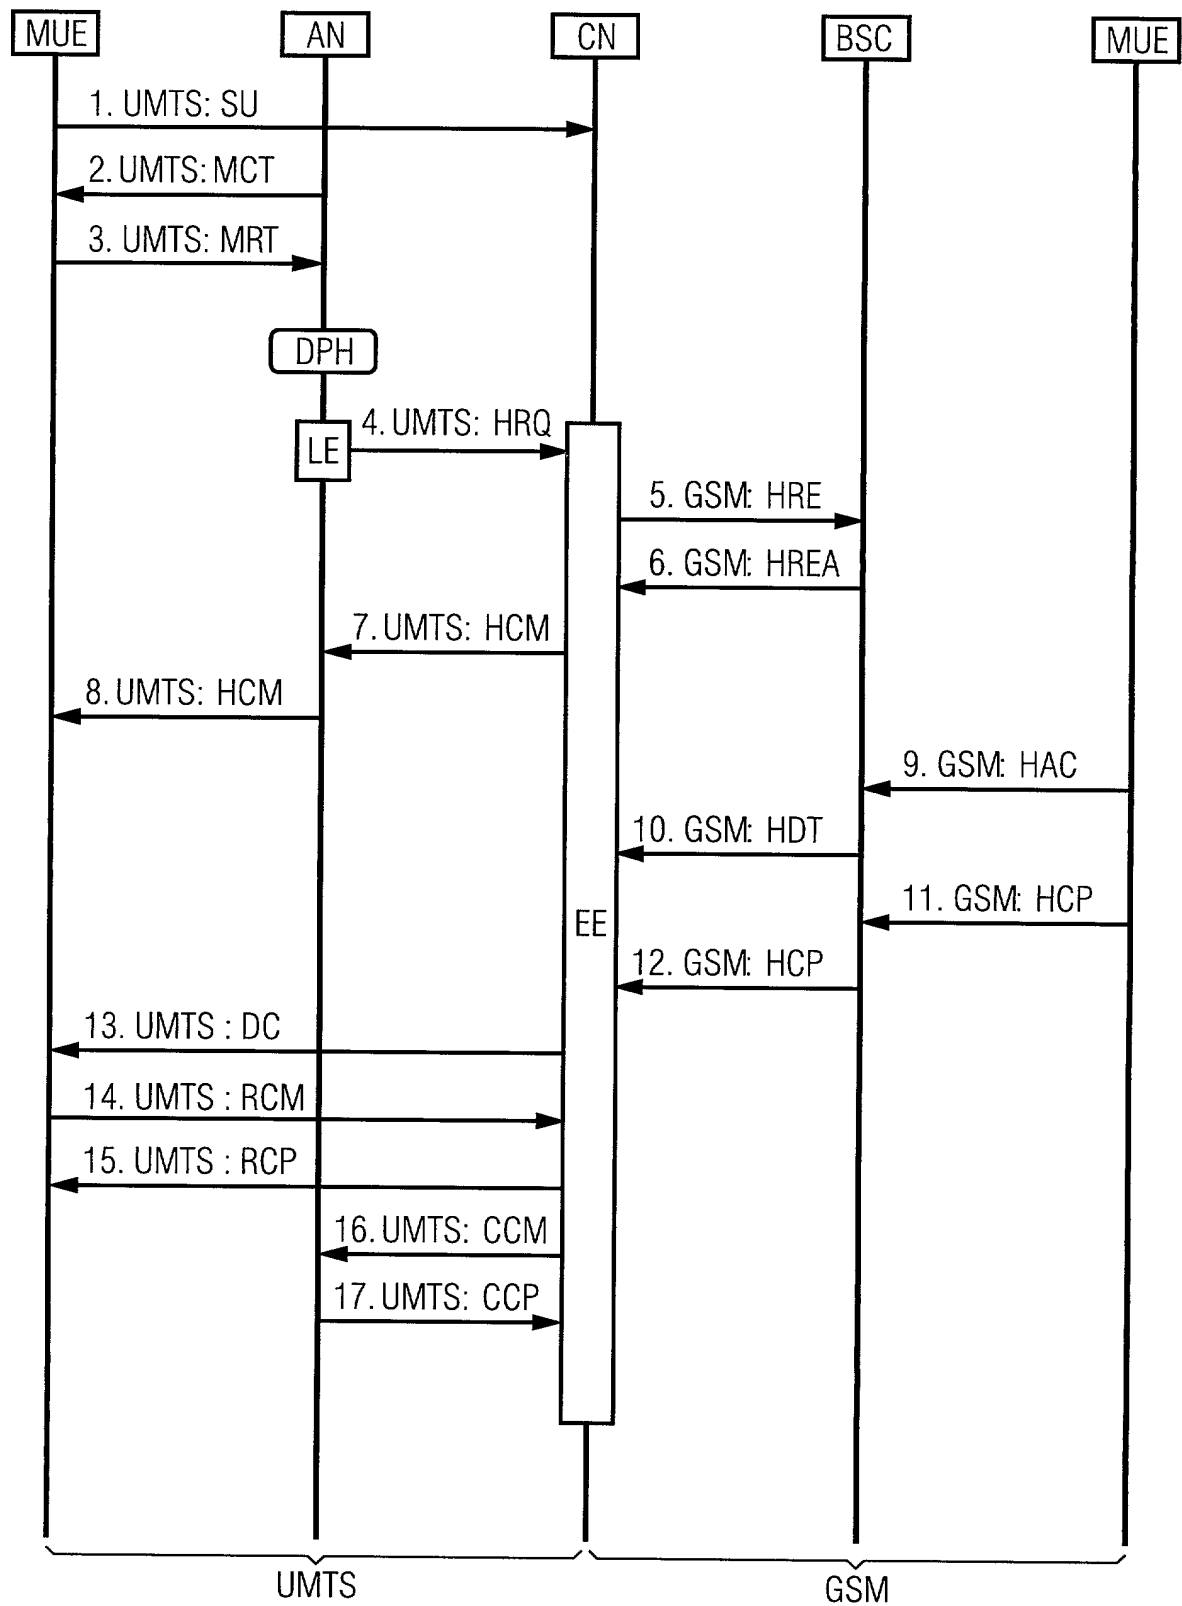 MUE AN CN BSC MUE
1. UMTS: SU
2. UMTS: MCT
3. UMTS: MRT
DPH
4. UMTS: HRQ
LE
5. GSM: HRE
6. GSM: HREA
7. UMTS: HCM
8. UMTS: HCM
9. GSM: HAC
10. GSM: HDT
11. GSM: HCP
EE
12. GSM: HCP
13. UMTS : DC
14. UMTS : RCM
15. UMTS : RCP
16. UMTS: CCM
17. UMTS: CCP
UMTS GSM